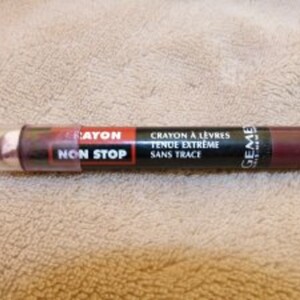 CRAYON
NON STOP
CRAYON À LÈVRES
TENUE EXTRÊME
SANS TRACE
GEMEY